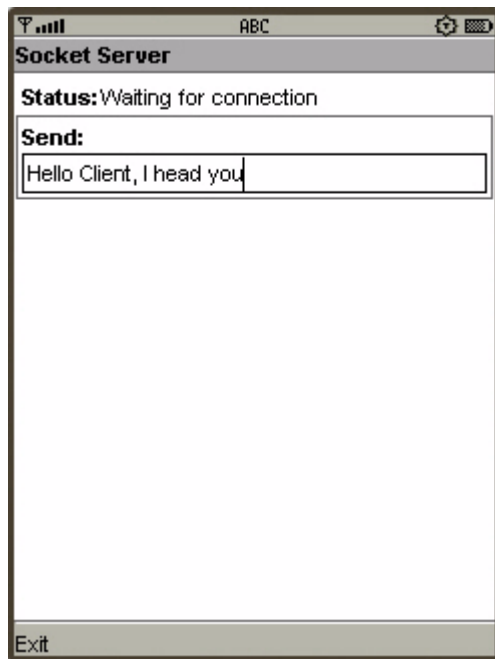 ABC
Socket Server
Status: Waiting for connection
Send:
Hello Client, I head you
Exit